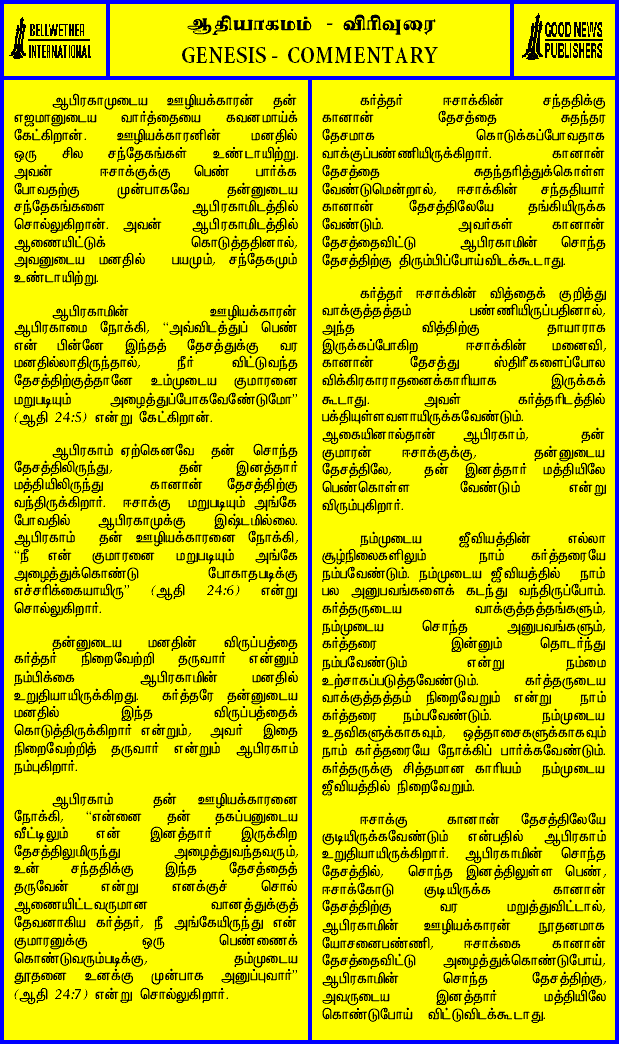 BELLWETHER
INTERNATIONAL
ஆதியாகமம் - விரிவுரை
GENESIS - COMMENTARY
GOOD NEWS
PUBLISHERS
ஆபிரகாமுடைய ஊழியக்காரன் தன்
எஜமானுடைய வார்த்தையை கவனமாய்க்
கேட்கிறான். ஊழியக்காரனின் மனதில்
ஒரு சில சந்தேகங்கள் உண்டாயிற்று.
அவன் ஈசாக்குக்கு பெண் பார்க்க
போவதற்கு முன்பாகவே தன்னுடைய
சந்தேகங்களை ஆபிரகாமிடத்தில்
சொல்லுகிறான். அவன் ஆபிரகாமிடத்தில்
ஆணையிட்டுக் கொடுத்ததினால்,
அவனுடைய மனதில் பயமும், சந்தேகமும்
உண்டாயிற்று.
ஆபிரகாமின் ஊழியக்காரன்
ஆபிரகாமை நோக்கி, “அவ்விடத்துப் பெண்
என் பின்னே இந்தத் தேசத்துக்கு வர
மனதில்லாதிருந்தால், நீர் விட்டுவந்த
தேசத்திற்குத்தானே உம்முடைய குமாரனை
மறுபடியும் அழைத்துப்போகவேண்டுமோ”
(ஆதி 24:5) என்று கேட்கிறான்.
ஆபிரகாம் ஏற்கெனவே தன் சொந்த
தேசத்திலிருந்து, தன் இனத்தார்
மத்தியிலிருந்து கானான் தேசத்திற்கு
வந்திருக்கிறார். ஈசாக்கு மறுபடியும் அங்கே
போவதில் ஆபிரகாமுக்கு இஷ்டமில்லை.
ஆபிரகாம் தன் ஊழியக்காரனை நோக்கி,
“நீ என் குமாரனை மறுபடியும் அங்கே
அழைத்துக்கொண்டு போகாதபடிக்கு
எச்சரிக்கையாயிரு” (ஆதி 24:6) என்று
சொல்லுகிறார்.
தன்னுடைய மனதின் விருப்பத்தை
கர்த்தர் நிறைவேற்றி தருவார் என்னும்
நம்பிக்கை ஆபிரகாமின் மனதில்
உறுதியாயிருக்கிறது. கர்த்தரே தன்னுடைய
மனதில் இந்த விருப்பத்தைக்
கொடுத்திருக்கிறார் என்றும், அவர் இதை
நிறைவேற்றித் தருவார் என்றும் ஆபிரகாம்
நம்புகிறார்.
ஆபிரகாம் தன் ஊழியக்காரனை
நோக்கி, “என்னை தன் தகப்பனுடைய
வீட்டிலும் என் இனத்தார் இருக்கிற
தேசத்திலுமிருந்து அழைத்துவந்தவரும்,
உன் சந்ததிக்கு இந்த தேசத்தைத்
தருவேன் என்று எனக்குச் சொல்
ஆணையிட்டவருமான வானத்துக்குத்
தேவனாகிய கர்த்தர், நீ அங்கேயிருந்து என்
குமாரனுக்கு ஒரு பெண்ணைக்
கொண்டுவரும்படிக்கு, தம்முடைய
தூதனை உனக்கு முன்பாக அனுப்புவார்”
(ஆதி 24:7) என்று சொல்லுகிறார்.
கர்த்தர் ஈசாக்கின் சந்ததிக்கு
கானான் தேசத்தை சுதந்தர
தேசமாக கொடுக்கப்போவதாக
வாக்குப்பண்ணியிருக்கிறார். கானான்
தேசத்தை சுதந்தரித்துக்கொள்ள
வேண்டுமென்றால், ஈசாக்கின் சந்ததியார்
கானான் தேசத்திலேயே தங்கியிருக்க
வேண்டும். அவர்கள் கானான்
தேசத்தைவிட்டு ஆபிரகாமின் சொந்த
தேசத்திற்கு திரும்பிப்போய்விடக்கூடாது.
கர்த்தர் ஈசாக்கின் வித்தைக் குறித்து
வாக்குத்தத்தம் பண்ணியிருப்பதினால்,
அந்த வித்திற்கு தாயாராக
இருக்கப்போகிற ஈசாக்கின் மனைவி,
கானான் தேசத்து ஸ்திரீகளைப்போல
விக்கிரகாராதனைக்காரியாக இருக்கக்
கூடாது. அவள் கர்த்தரிடத்தில்
பக்தியுள்ளவளாயிருக்கவேண்டும்.
ஆகையினால்தான் ஆபிரகாம், தன்
குமாரன் ஈசாக்குக்கு, தன்னுடைய
தேசத்திலே, தன் இனத்தார் மத்தியிலே
பெண்கொள்ள வேண்டும் என்று
விரும்புகிறார்.
நம்முடைய ஜீவியத்தின் எல்லா
சூழ்நிலைகளிலும் நாம் கர்த்தரையே
நம்பவேண்டும். நம்முடைய ஜீவியத்தில் நாம்
பல அனுபவங்களைக் கடந்து வந்திருப்போம்.
கர்த்தருடைய வாக்குத்தத்தங்களும்,
நம்முடைய சொந்த அனுபவங்களும்,
கர்த்தரை இன்னும் தொடர்ந்து
நம்பவேண்டும் என்று நம்மை
உற்சாகப்படுத்தவேண்டும். கர்த்தருடைய
வாக்குத்தத்தம் நிறைவேறும் என்று நாம்
கர்த்தரை நம்பவேண்டும். நம்முடைய
உதவிகளுக்காகவும், ஒத்தாசைகளுக்காகவும்
நாம் கர்த்தரையே நோக்கிப் பார்க்கவேண்டும்.
கர்த்தருக்கு சித்தமான காரியம் நம்முடைய
ஜீவியத்தில் நிறைவேறும்.
ஈசாக்கு கானான் தேசத்திலேயே
குடியிருக்கவேண்டும் என்பதில் ஆபிரகாம்
உறுதியாயிருக்கிறார். ஆபிரகாமின் சொந்த
தேசத்தில், சொந்த இனத்திலுள்ள பெண்,
ஈசாக்கோடு குடியிருக்க கானான்
தேசத்திற்கு வர மறுத்துவிட்டால்,
ஆபிரகாமின் ஊழியக்காரன் நூதனமாக
யோசனைபண்ணி, ஈசாக்கை கானான்
தேசத்தைவிட்டு அழைத்துக்கொண்டுபோய்,
ஆபிரகாமின் சொந்த தேசத்திற்கு,
அவருடைய இனத்தார் மத்தியிலே
கொண்டுபோய் விட்டுவிடக்கூடாது.